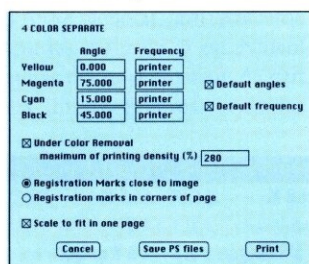 4 COLOR SEPARATE
Angle Frequency
Yellow 0.000 printer
Magenta 75.000 printer ☒ Default angles
Cyan 15.000 printer
☒ Default frequency
Black 45.000 printer
☒ Under Color Removal
maximum of printing density (%) 280
◉ Registration Marks close to image
○ Registration marks in corners of page
☒ Scale to fit in one page
Cancel Save PS files Print